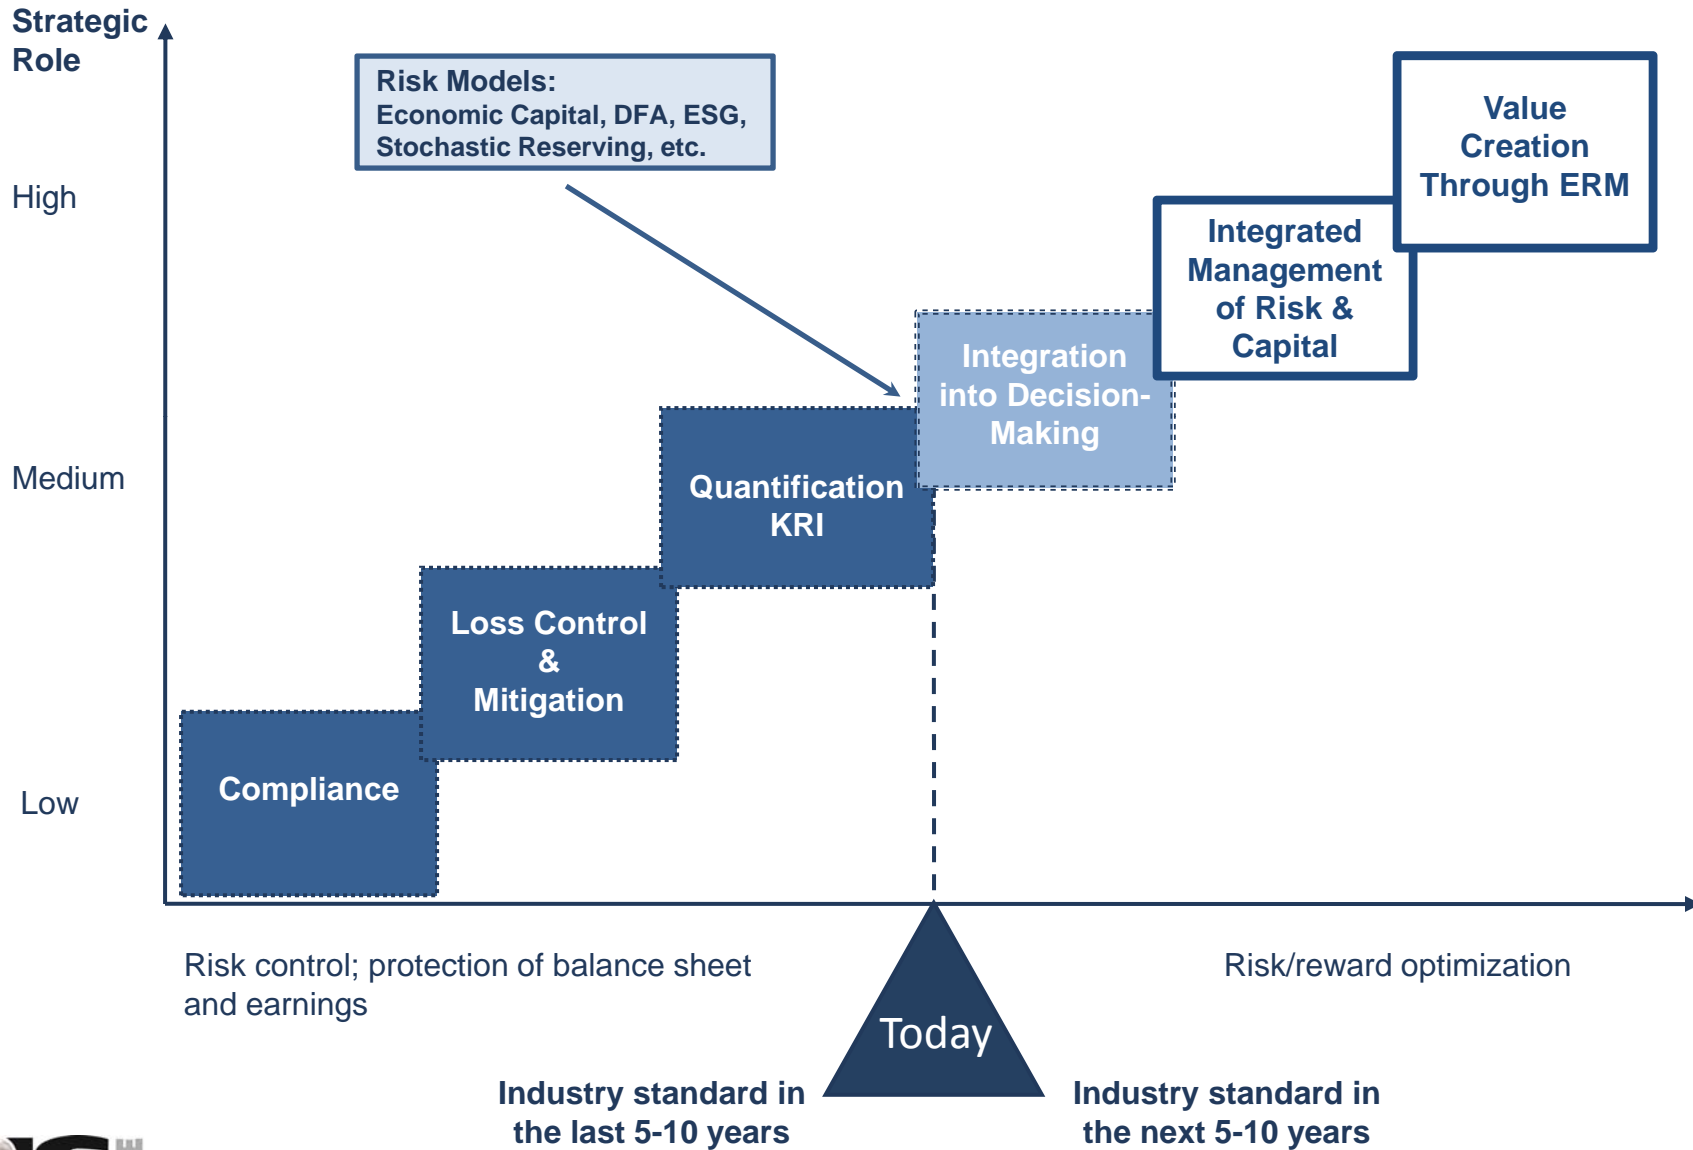 Strategic
Role
Risk Models:
Economic Capital, DFA, ESG,
Stochastic Reserving, etc.
Value
Creation
Through ERM
High
Integrated
Management
of Risk &
Capital
Integration
into Decision-
Making
Medium
Quantification
KRI
Loss Control
&
Mitigation
Compliance
Low
Risk control; protection of balance sheet
and earnings
Risk/reward optimization
Today
Industry standard in
the last 5-10 years
Industry standard in
the next 5-10 years